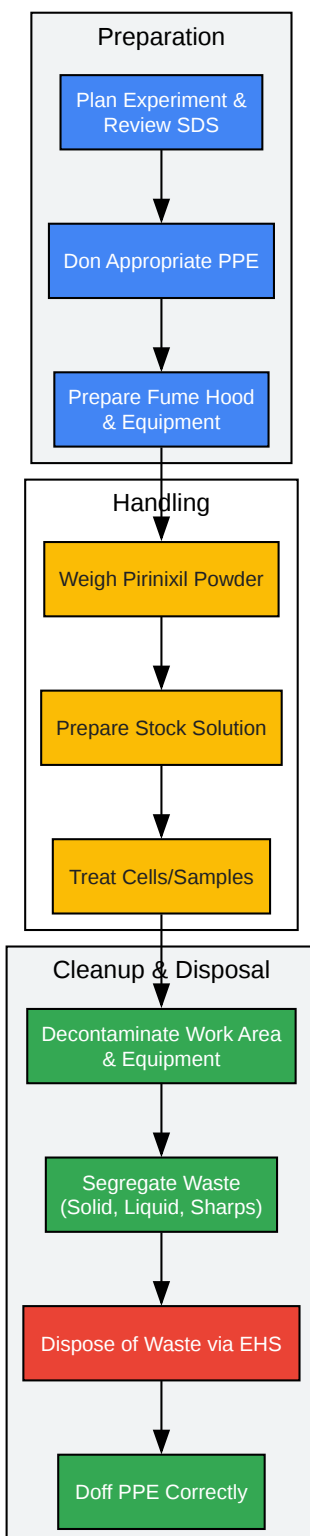 Preparation
Plan Experiment &
Review SDS
Don Appropriate PPE
Prepare Fume Hood
& Equipment
Handling
Weigh Pirinixil Powder
Prepare Stock Solution
Treat Cells/Samples
Cleanup & Disposal
Decontaminate Work Area
& Equipment
Segregate Waste
(Solid, Liquid, Sharps)
Dispose of Waste via EHS
Doff PPE Correctly